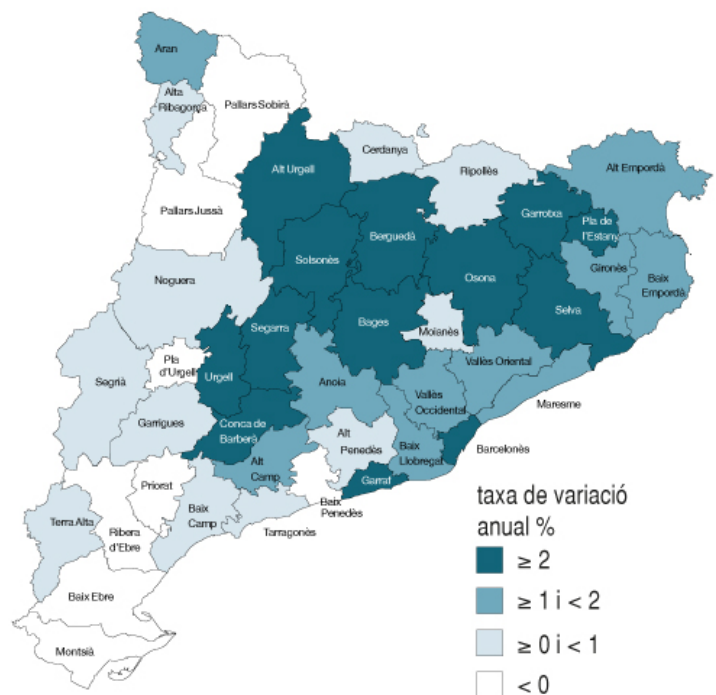 Aran
Alta
Ribagorça
Pallars Sobirà
Cerdanya
Ripollès
Alt Empordà
Alt Urgell
Pallars Jussà
Garrotxa
Pla de
l'Estany
Berguedà
Solsonès
Osona
Gironès
Baix
Empordà
Noguera
Selva
Segarra
Bages
Moianès
Pla
d'Urgell
Urgell
Segrià
Anoia
Vallès Oriental
Vallès
Occidental
Maresme
Garrigues
Conca de
Barberà
Alt
Penedès
Baix
Llobregat
Barcelonès
Alt
Camp
Garraf
Priorat
Baix
Camp
Baix
Penedès
Tarragonès
Terra Alta
Ribera
d'Ebre
Baix Ebre
Montsià
taxa de variació
anual %
≥ 2
≥ 1 i < 2
≥ 0 i < 1
< 0